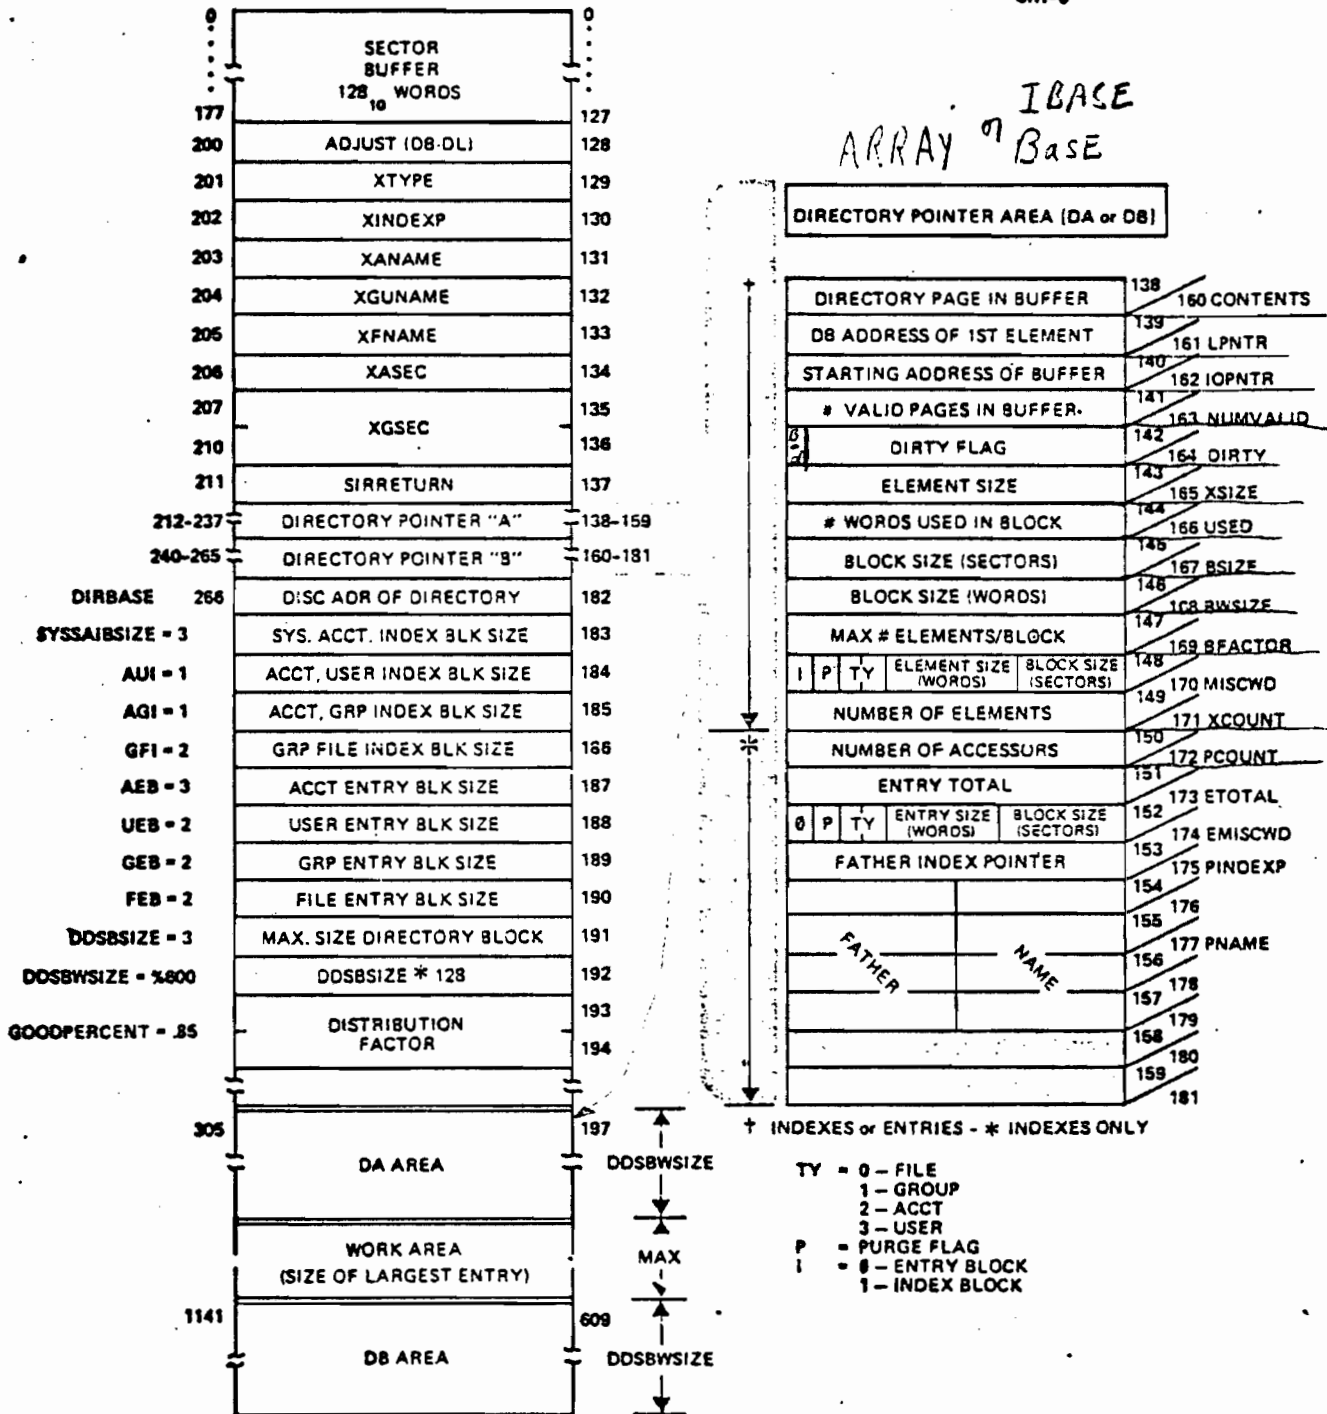 0 0
SECTOR
BUFFER
128₁₀ WORDS
177 127
200 ADJUST (DB-DL) 128
201 XTYPE 129
202 XINDEXP 130
203 XANAME 131
204 XGUNAME 132
205 XFNAME 133
206 XASEC 134
207 135
XGSEC
210 136
211 SIRRETURN 137
212-237 DIRECTORY POINTER "A" 138-159
240-265 DIRECTORY POINTER "B" 160-181
DIRBASE 266 DISC ADR OF DIRECTORY 182
SYSSAIBSIZE = 3 SYS. ACCT. INDEX BLK SIZE 183
AUI = 1 ACCT, USER INDEX BLK SIZE 184
AGI = 1 ACCT, GRP INDEX BLK SIZE 185
GFI = 2 GRP FILE INDEX BLK SIZE 186
AEB = 3 ACCT ENTRY BLK SIZE 187
UEB = 2 USER ENTRY BLK SIZE 188
GEB = 2 GRP ENTRY BLK SIZE 189
FEB = 2 FILE ENTRY BLK SIZE 190
DDSBSIZE = 3 MAX. SIZE DIRECTORY BLOCK 191
DDSBWSIZE = %600 DDSBSIZE * 128 192
193
GOODPERCENT = .85 DISTRIBUTION
FACTOR 194
305 197
DA AREA DDSBWSIZE
WORK AREA
(SIZE OF LARGEST ENTRY) MAX
1141 609
DB AREA DDSBWSIZE
IBASE
ARRAY or BasE
DIRECTORY POINTER AREA (DA or DB)
†
DIRECTORY PAGE IN BUFFER 138 160 CONTENTS
DB ADDRESS OF 1ST ELEMENT 139 161 LPNTR
STARTING ADDRESS OF BUFFER 140 162 IOPNTR
# VALID PAGES IN BUFFER. 141 163 NUMVALID
DIRTY FLAG 142 164 DIRTY
ELEMENT SIZE 143 165 XSIZE
# WORDS USED IN BLOCK 144 166 USED
BLOCK SIZE (SECTORS) 145 167 BSIZE
BLOCK SIZE (WORDS) 146 168 BWSIZE
MAX # ELEMENTS/BLOCK 147 169 BFACTOR
I P TY ELEMENT SIZE (WORDS) BLOCK SIZE (SECTORS) 148 170 MISCWD
NUMBER OF ELEMENTS 149 171 XCOUNT
*
NUMBER OF ACCESSORS 150 172 PCOUNT
ENTRY TOTAL 151 173 ETOTAL
0 P TY ENTRY SIZE (WORDS) BLOCK SIZE (SECTORS) 152 174 EMISCWD
FATHER INDEX POINTER 153 175 PINDEXP
154 176
155 177 PNAME
FATHER NAME
156 178
157 179
158 180
159 181
† INDEXES or ENTRIES - * INDEXES ONLY
TY = 0 – FILE
1 – GROUP
2 – ACCT
3 – USER
P = PURGE FLAG
I = 0 – ENTRY BLOCK
1 – INDEX BLOCK